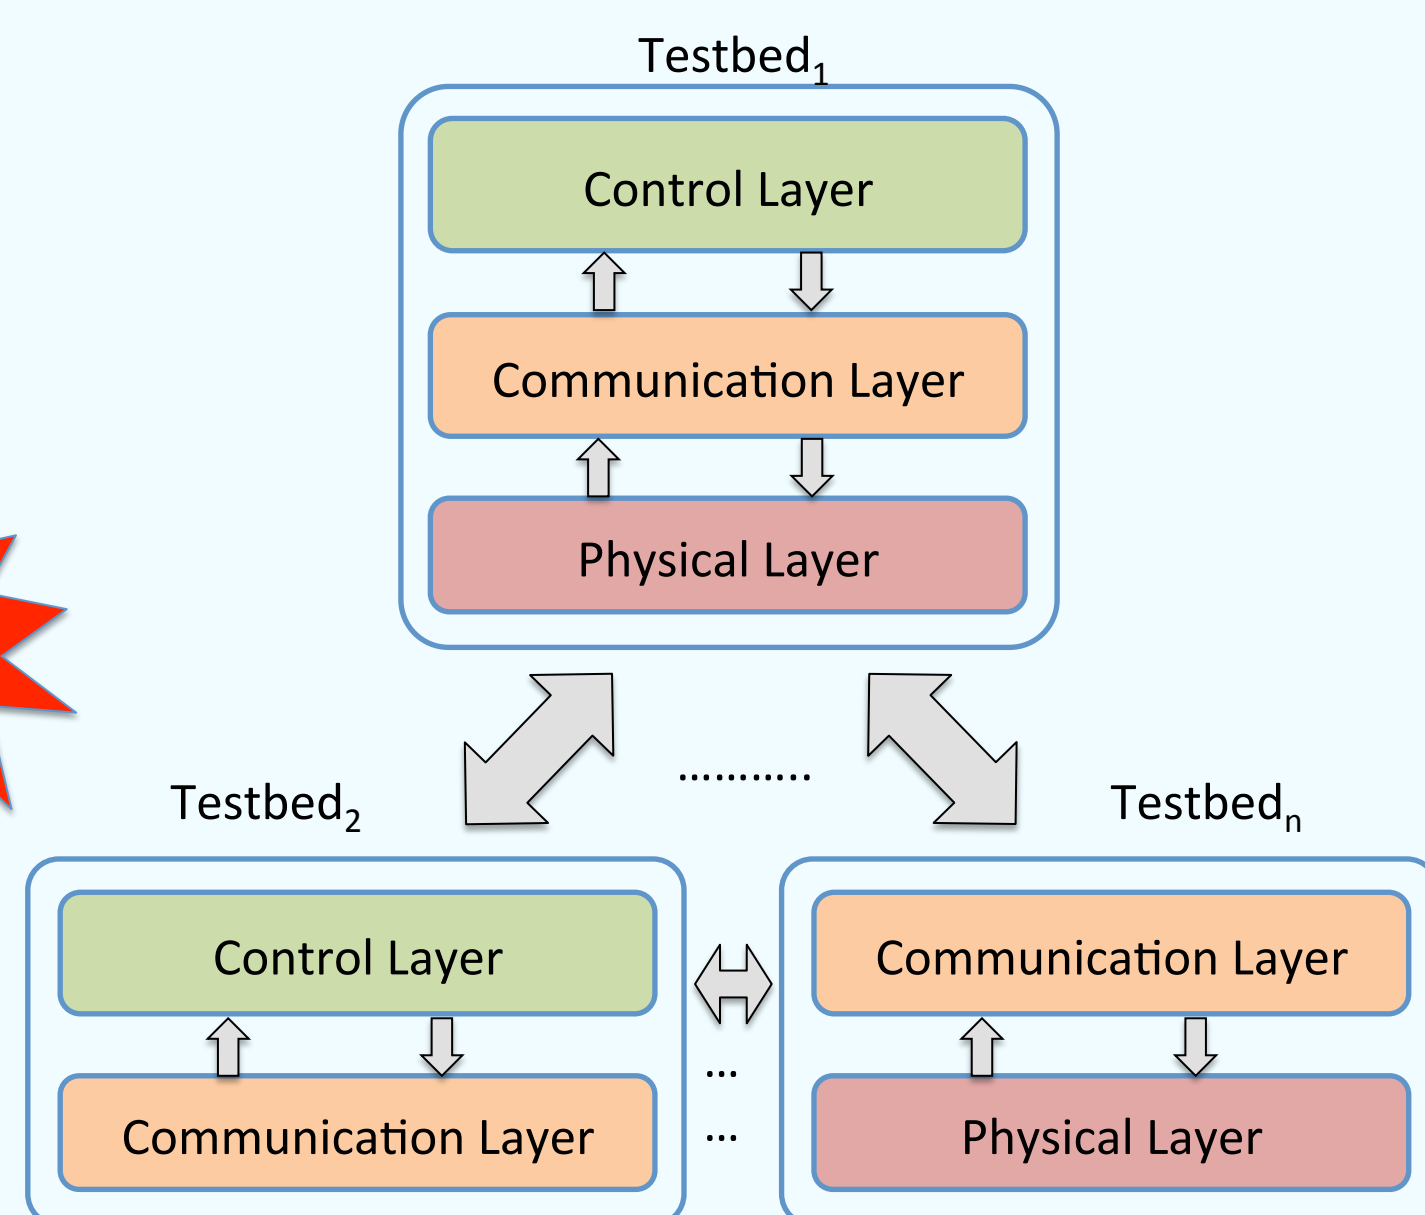 Testbed₁
Control Layer
Communication Layer
Physical Layer
...........
Testbed₂
Testbedₙ
Control Layer
Communication Layer
Communication Layer
Physical Layer
...
...